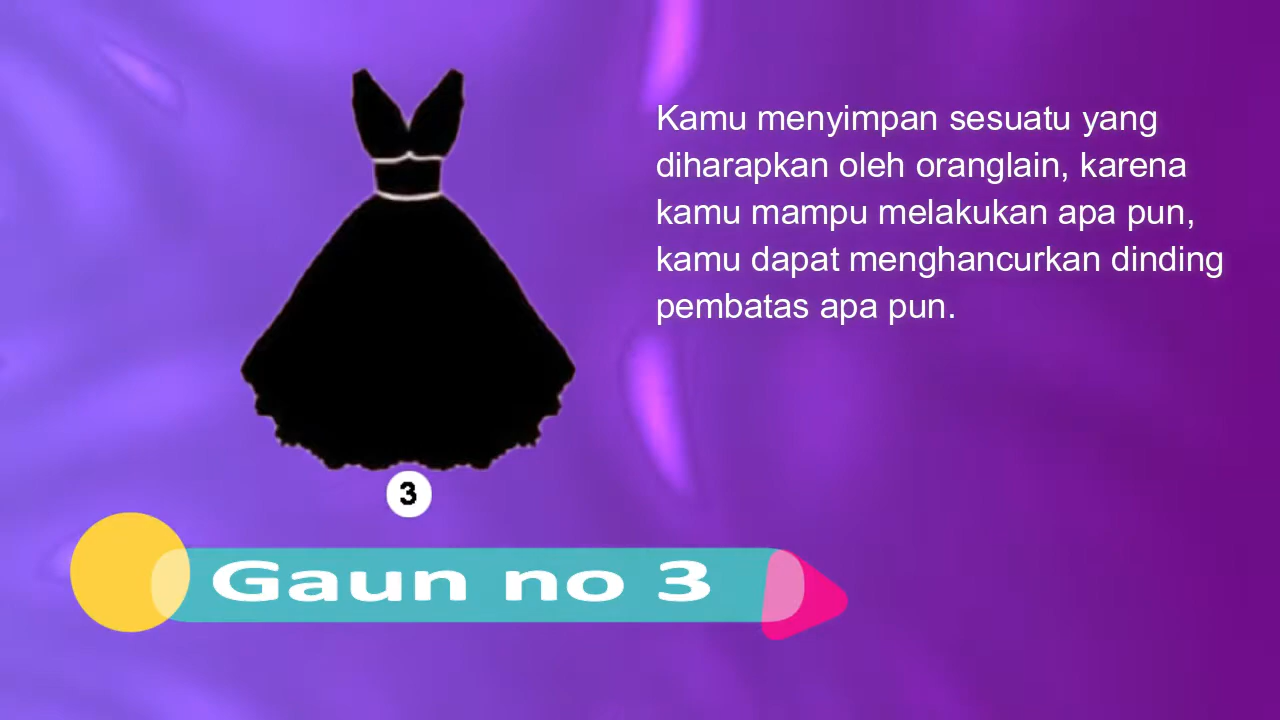 Kamu menyimpan sesuatu yang
diharapkan oleh oranglain, karena
kamu mampu melakukan apa pun,
kamu dapat menghancurkan dinding
pembatas apa pun.
3
Gaun no 3